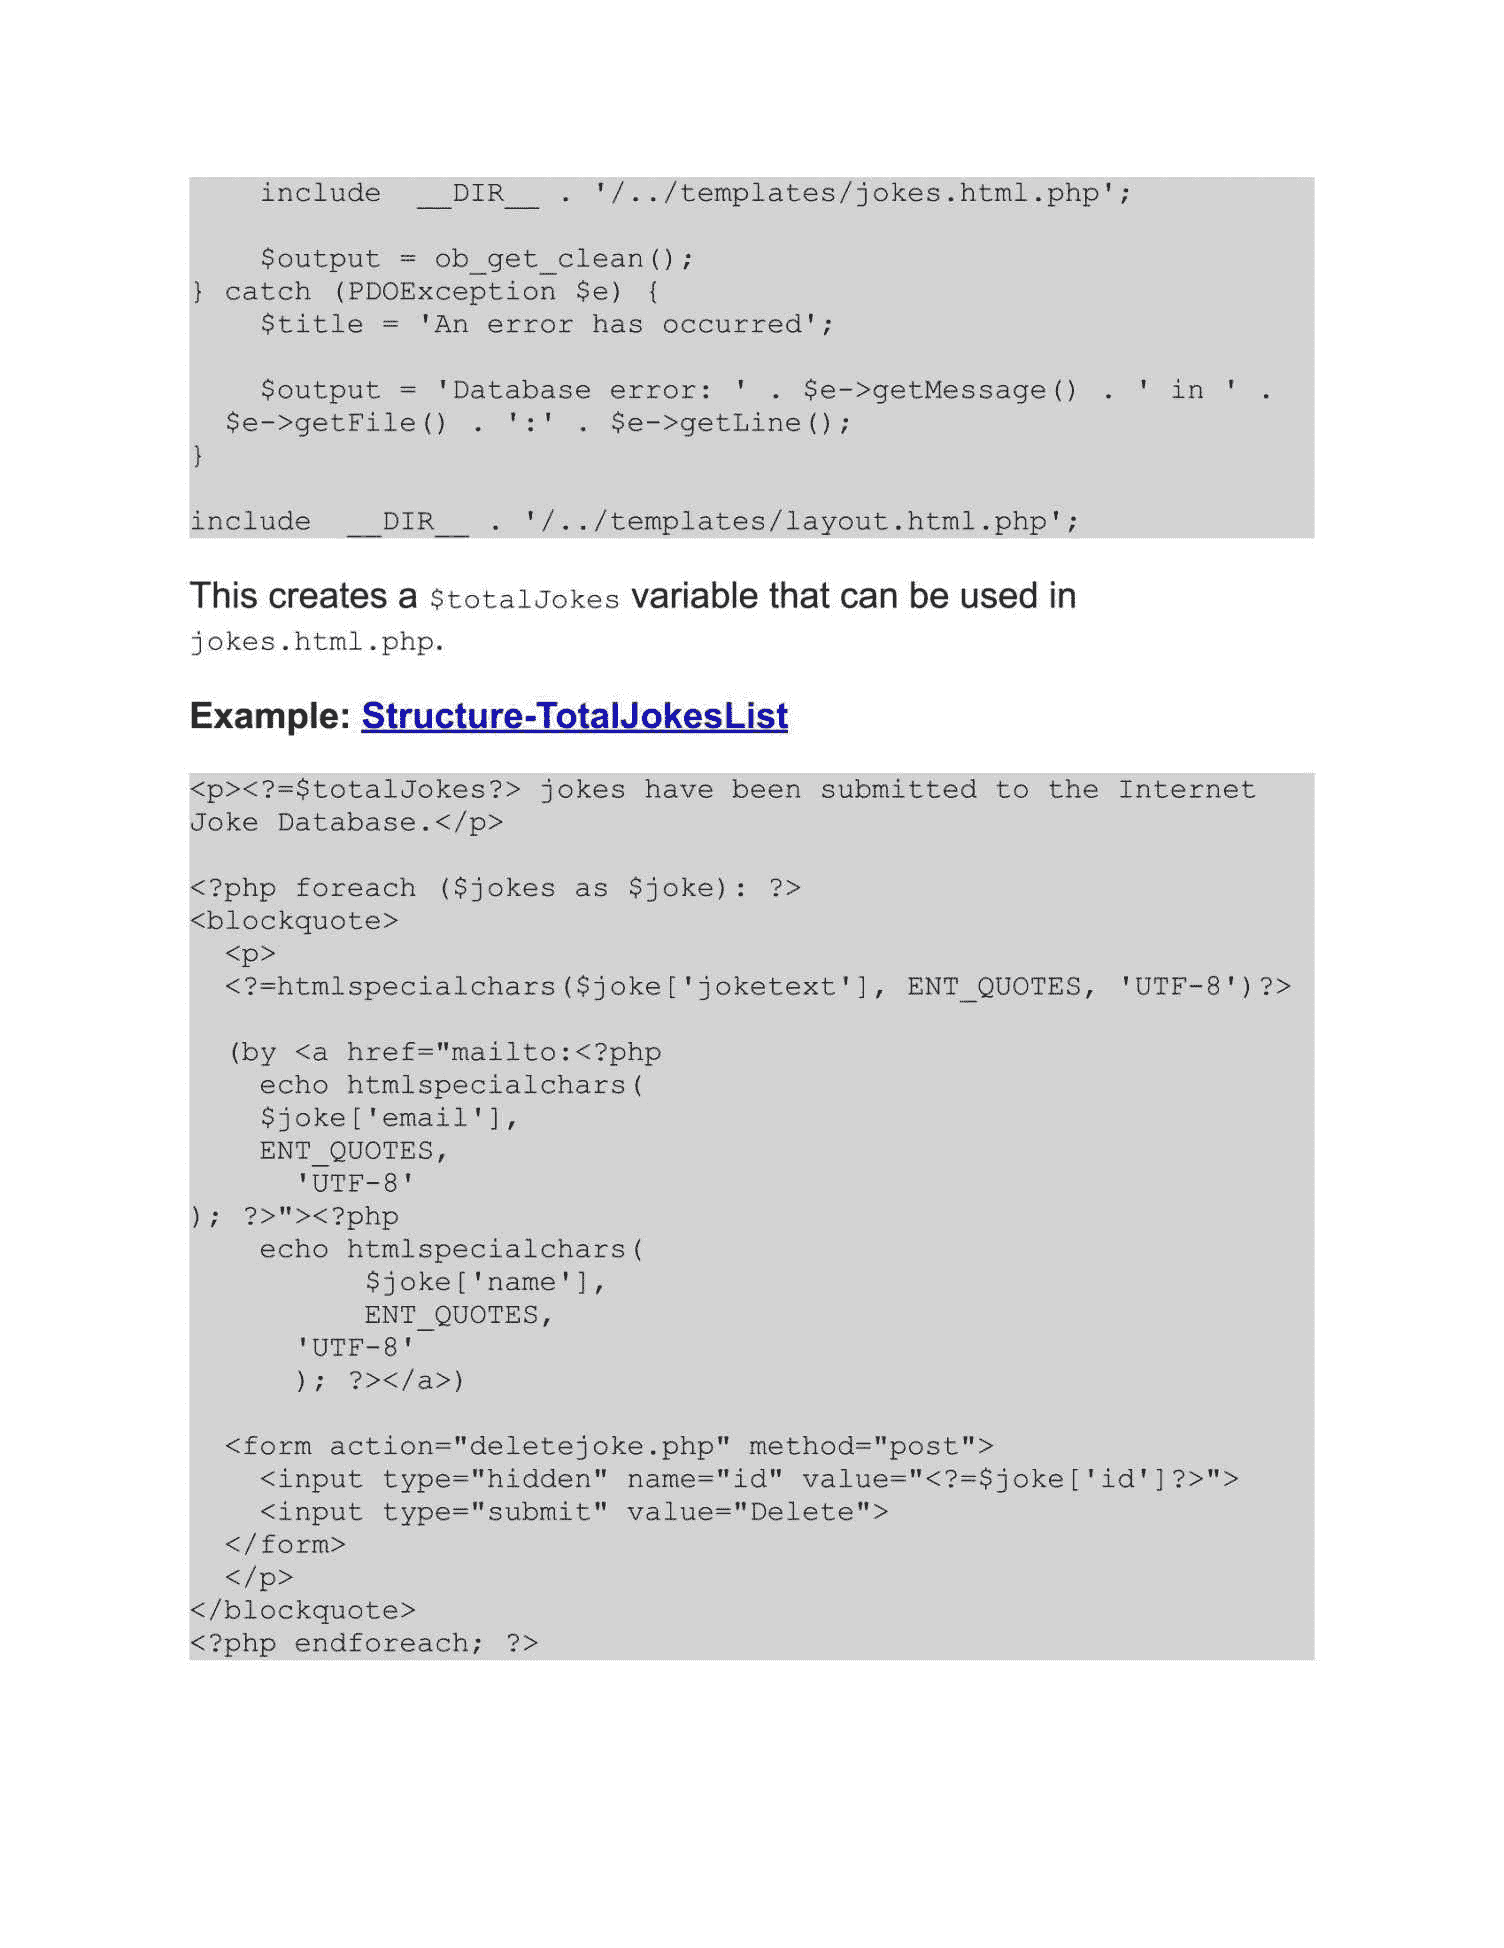 include  __DIR__ . '/../templates/jokes.html.php';

    $output = ob_get_clean();
} catch (PDOException $e) {
    $title = 'An error has occurred';

    $output = 'Database error: ' . $e->getMessage() . ' in ' .
  $e->getFile() . ':' . $e->getLine();
}

include  __DIR__ . '/../templates/layout.html.php';
This creates a $totalJokes variable that can be used in
jokes.html.php.
Example: Structure-TotalJokesList
<p><?=$totalJokes?> jokes have been submitted to the Internet
Joke Database.</p>

<?php foreach ($jokes as $joke): ?>
<blockquote>
  <p>
  <?=htmlspecialchars($joke['joketext'], ENT_QUOTES, 'UTF-8')?>

  (by <a href="mailto:<?php
    echo htmlspecialchars(
    $joke['email'],
    ENT_QUOTES,
      'UTF-8'
); ?>"><?php
    echo htmlspecialchars(
          $joke['name'],
          ENT_QUOTES,
      'UTF-8'
      ); ?></a>)

  <form action="deletejoke.php" method="post">
    <input type="hidden" name="id" value="<?=$joke['id']?>">
    <input type="submit" value="Delete">
  </form>
  </p>
</blockquote>
<?php endforeach; ?>